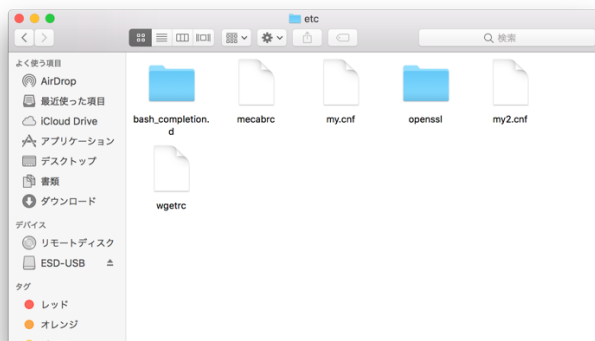 etc
検索
よく使う項目
AirDrop
最近使った項目
iCloud Drive
アプリケーション
デスクトップ
書類
ダウンロード
デバイス
リモートディスク
ESD-USB
タグ
レッド
オレンジ
bash_completion.
d
mecabrc
my.cnf
openssl
my2.cnf
wgetrc